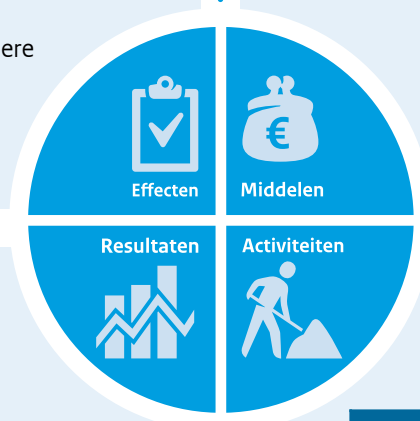 ere
€
Effecten
Middelen
Resultaten
Activiteiten